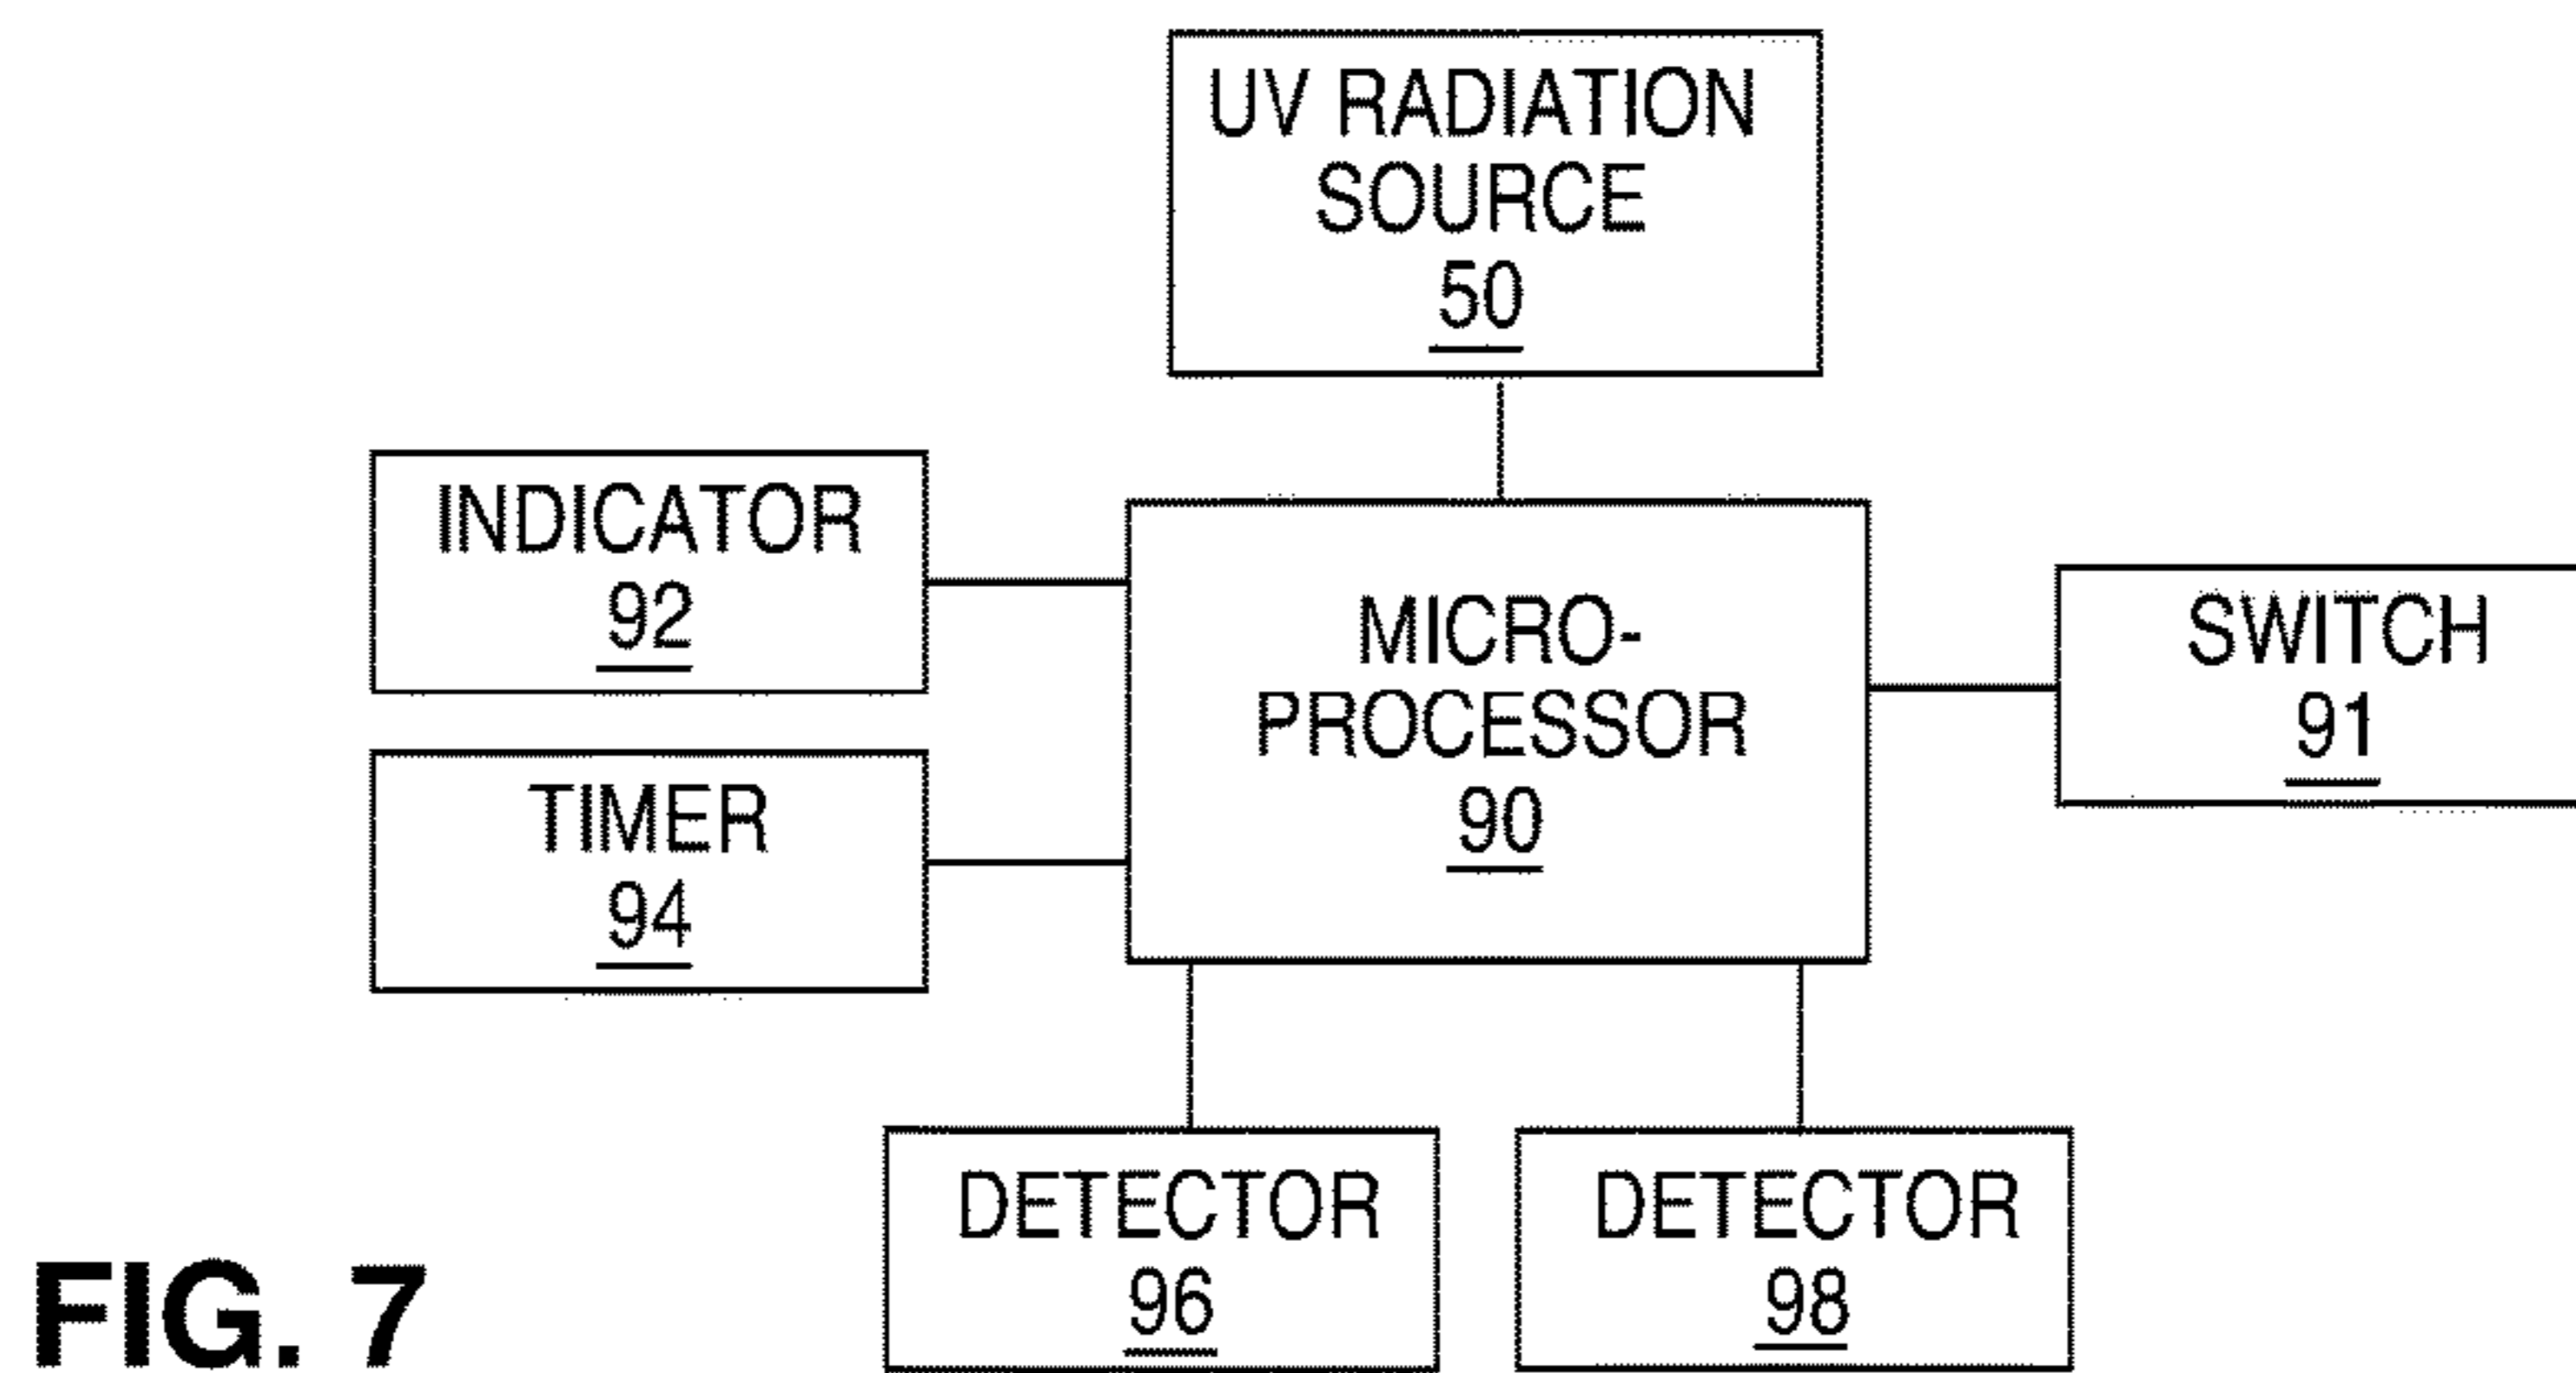 UV RADIATION
SOURCE
50
INDICATOR
92
MICRO-
PROCESSOR
90
SWITCH
91
TIMER
94
DETECTOR
96
DETECTOR
98
FIG. 7